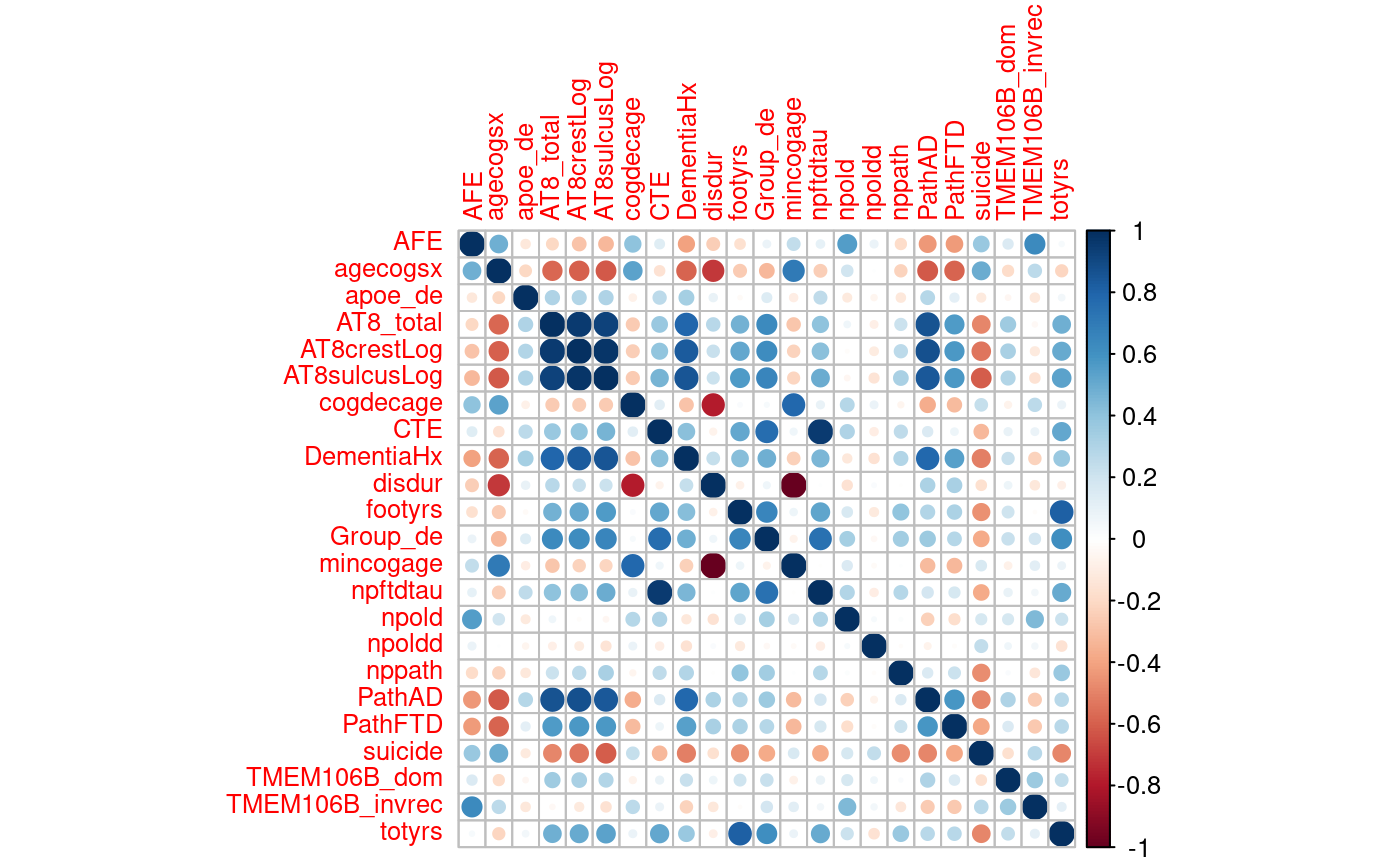 AFE
agecogsx
apoe_de
AT8_total
AT8crestLog
AT8sulcusLog
cogdecage
CTE
DementiaHx
disdur
footyrs
Group_de
mincogage
npftdtau
npold
npoldd
nppath
PathAD
PathFTD
suicide
TMEM106B_dom
TMEM106B_invrec
totyrs
AFE
agecogsx
apoe_de
AT8_total
AT8crestLog
AT8sulcusLog
cogdecage
CTE
DementiaHx
disdur
footyrs
Group_de
mincogage
npftdtau
npold
npoldd
nppath
PathAD
PathFTD
suicide
TMEM106B_dom
TMEM106B_invrec
totyrs
1
0.8
0.6
0.4
0.2
0
-0.2
-0.4
-0.6
-0.8
-1